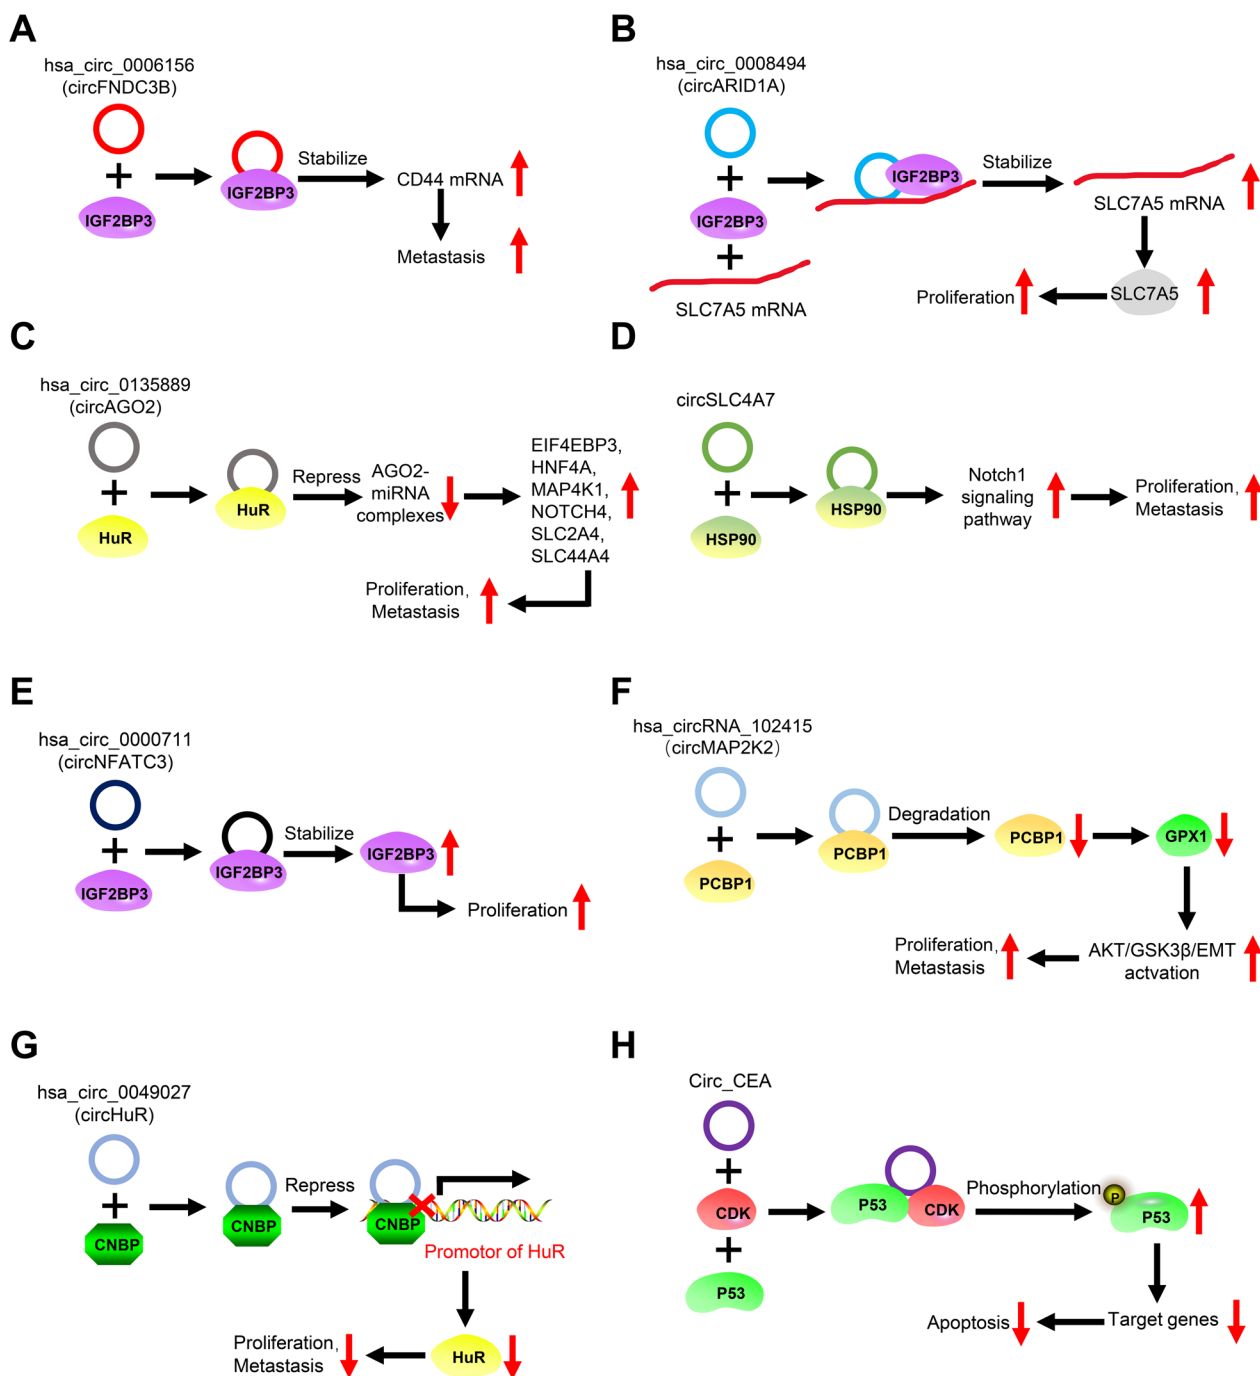 A
hsa_circ_0006156
(circFNDC3B)
IGF2BP3
IGF2BP3
Stabilize
CD44 mRNA
Metastasis
B
hsa_circ_0008494
(circARID1A)
IGF2BP3
SLC7A5 mRNA
IGF2BP3
Stabilize
SLC7A5 mRNA
SLC7A5
Proliferation
C
hsa_circ_0135889
(circAGO2)
HuR
HuR
Repress
AGO2-
miRNA
complexes
EIF4EBP3,
HNF4A,
MAP4K1,
NOTCH4,
SLC2A4,
SLC44A4
Proliferation,
Metastasis
D
circSLC4A7
HSP90
HSP90
Notch1
signaling
pathway
Proliferation,
Metastasis
E
hsa_circ_0000711
(circNFATC3)
IGF2BP3
IGF2BP3
Stabilize
IGF2BP3
Proliferation
F
hsa_circRNA_102415
(circMAP2K2)
PCBP1
PCBP1
Degradation
PCBP1
GPX1
AKT/GSK3β/EMT
actvation
Proliferation,
Metastasis
G
hsa_circ_0049027
(circHuR)
CNBP
CNBP
Repress
CNBP
Promotor of HuR
HuR
Proliferation,
Metastasis
H
Circ_CEA
CDK
P53
P53
CDK
Phosphorylation
P
P53
Target genes
Apoptosis